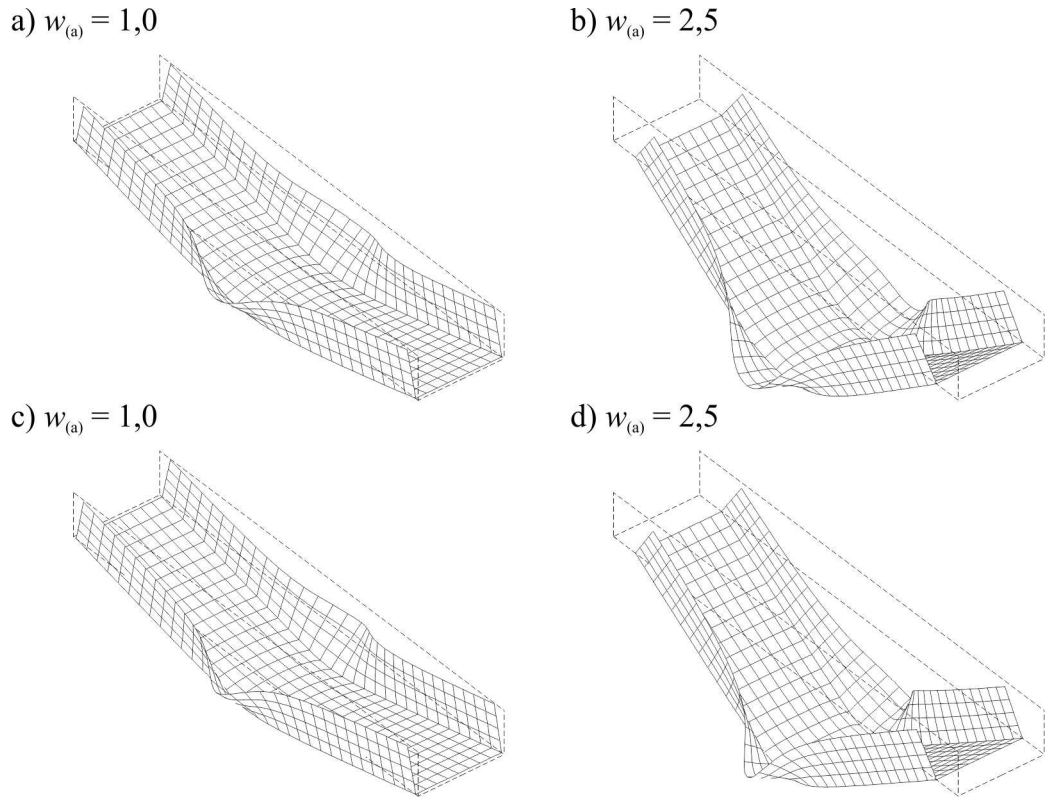 a) w(a) = 1,0
b) w(a) = 2,5
c) w(a) = 1,0
d) w(a) = 2,5